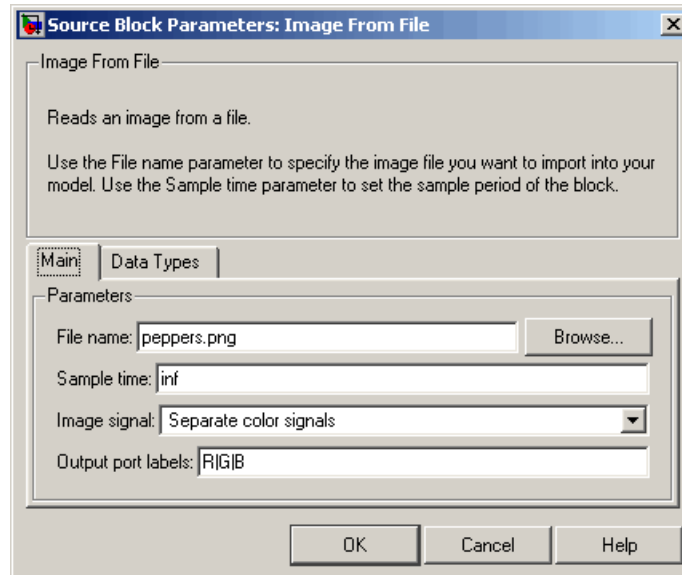 Source Block Parameters: Image From File
Image From File
Reads an image from a file.
Use the File name parameter to specify the image file you want to import into your
model. Use the Sample time parameter to set the sample period of the block.
Main Data Types
Parameters
File name: peppers.png Browse...
Sample time: inf
Image signal: Separate color signals
Output port labels: R|G|B
OK Cancel Help